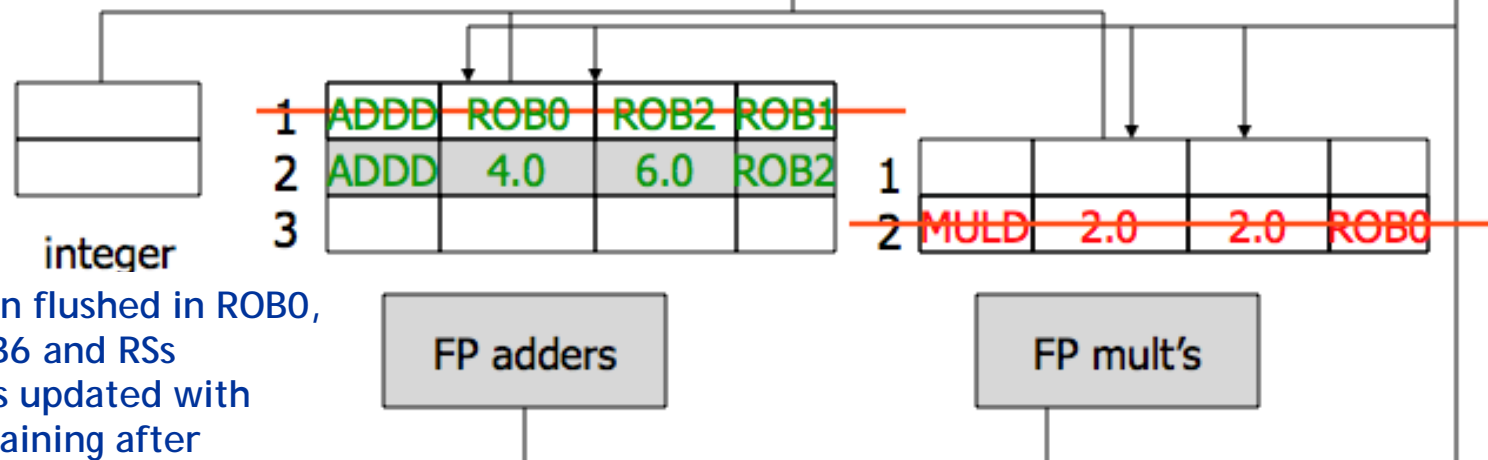 1 ADDD ROB0 ROB2 ROB1
2 ADDD 4.0 6.0 ROB2
3
1
2 MULD 2.0 2.0 ROB0
integer
n flushed in ROB0,
36 and RSs
s updated with
aining after
FP adders
FP mult's